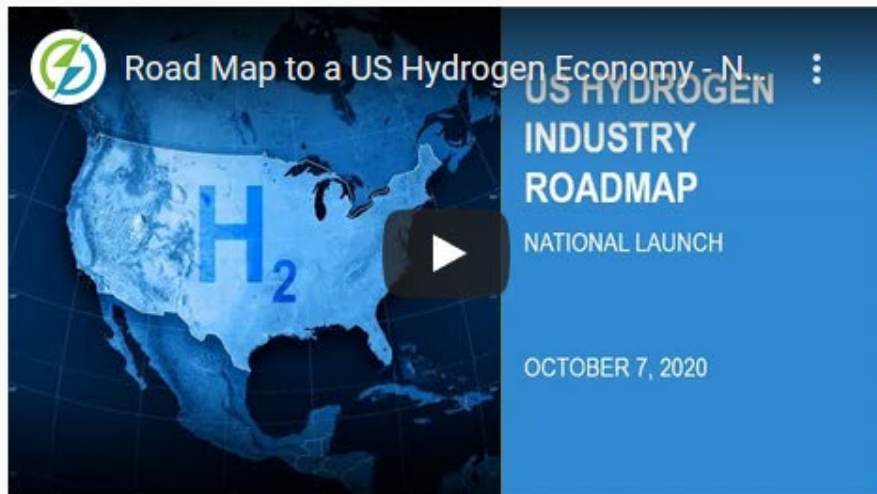 Road Map to a US Hydrogen Economy - N...
US HYDROGEN
INDUSTRY
ROADMAP
H2
NATIONAL LAUNCH
OCTOBER 7, 2020